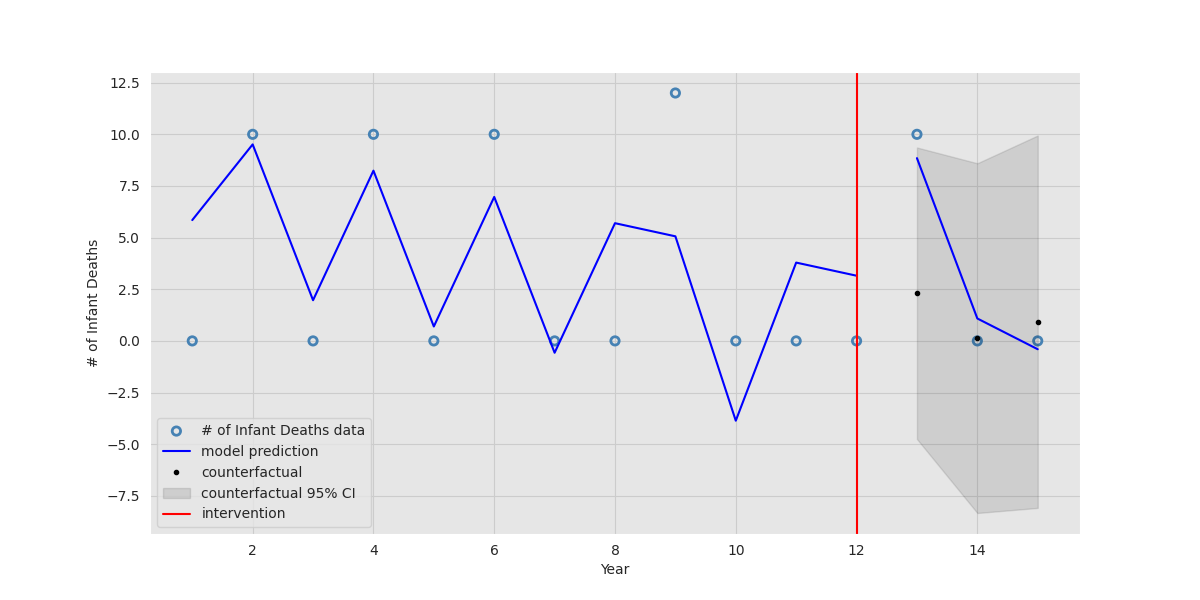 12.5
10.0
7.5
5.0
2.5
0.0
−2.5
−5.0
−7.5
# of Infant Deaths
# of Infant Deaths data
model prediction
counterfactual
counterfactual 95% CI
intervention
2 4 6 8 10 12 14
Year